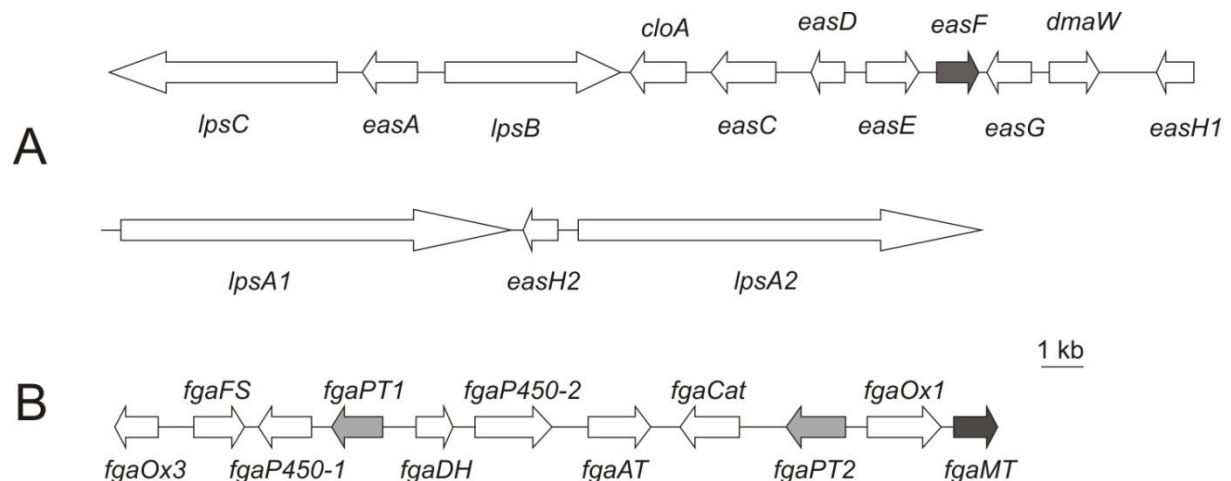 cloA easD easF dmaW
A
lpsC easA lpsB easC easE easG easH1
lpsA1 easH2 lpsA2
1 kb
B
fgaFS fgaPT1 fgaP450-2 fgaCat fgaOx1
fgaOx3 fgaP450-1 fgaDH fgaAT fgaPT2 fgaMT